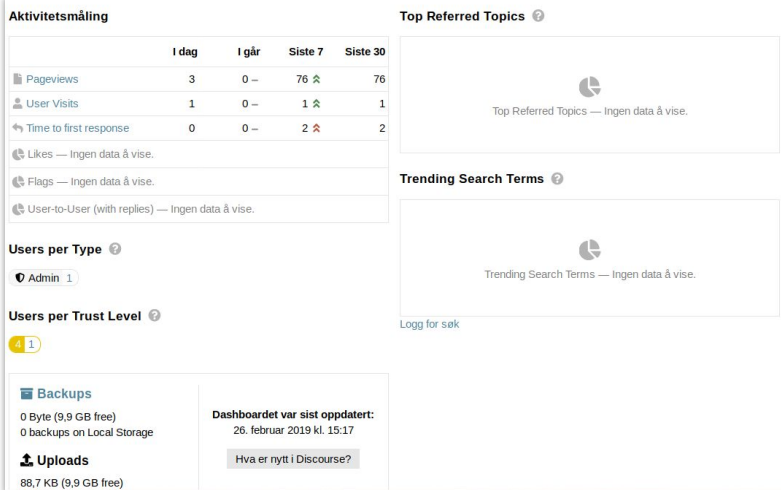 Aktivitetsmåling
I dag I går Siste 7 Siste 30
Pageviews 3 0 – 76 76
User Visits 1 0 – 1 1
Time to first response 0 0 – 2 2
Likes — Ingen data å vise.
Flags — Ingen data å vise.
User-to-User (with replies) — Ingen data å vise.
Users per Type ?
Admin 1
Users per Trust Level ?
4 1
Backups
0 Byte (9,9 GB free)
0 backups on Local Storage
Uploads
88,7 KB (9,9 GB free)
Dashboardet var sist oppdatert:
26. februar 2019 kl. 15:17
Hva er nytt i Discourse?
Top Referred Topics ?
Top Referred Topics — Ingen data å vise.
Trending Search Terms ?
Trending Search Terms — Ingen data å vise.
Logg for søk